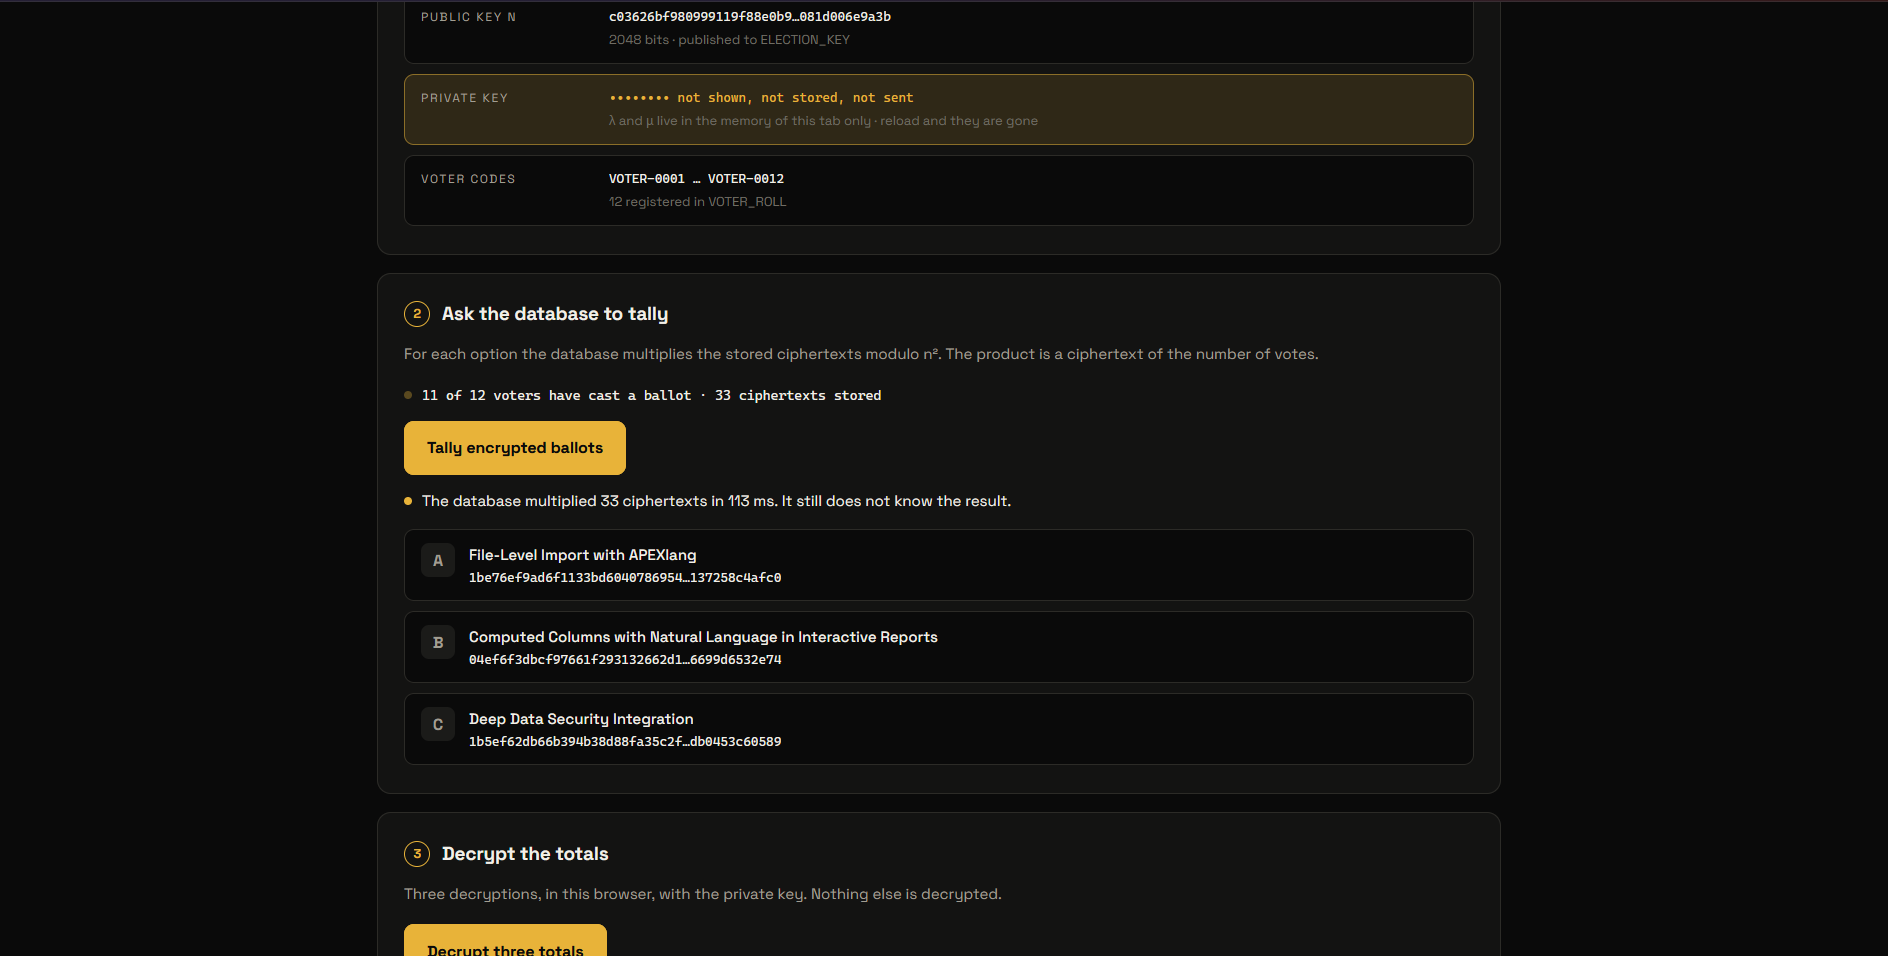 PUBLIC KEY N
c03626bf980999119f88e0b9…081d006e9a3b
2048 bits · published to ELECTION_KEY
PRIVATE KEY
•••••••• not shown, not stored, not sent
λ and μ live in the memory of this tab only · reload and they are gone
VOTER CODES
VOTER-0001 … VOTER-0012
12 registered in VOTER_ROLL
2 Ask the database to tally
For each option the database multiplies the stored ciphertexts modulo n². The product is a ciphertext of the number of votes.
11 of 12 voters have cast a ballot · 33 ciphertexts stored
Tally encrypted ballots
The database multiplied 33 ciphertexts in 113 ms. It still does not know the result.
A
File-Level Import with APEXlang
1be76ef9ad6f1133bd6040786954…137258c4afc0
B
Computed Columns with Natural Language in Interactive Reports
04ef6f3dbcf97661f293132662d1…6699d6532e74
C
Deep Data Security Integration
1b5ef62db66b394b38d88fa35c2f…db0453c60589
3 Decrypt the totals
Three decryptions, in this browser, with the private key. Nothing else is decrypted.
Decrypt three totals